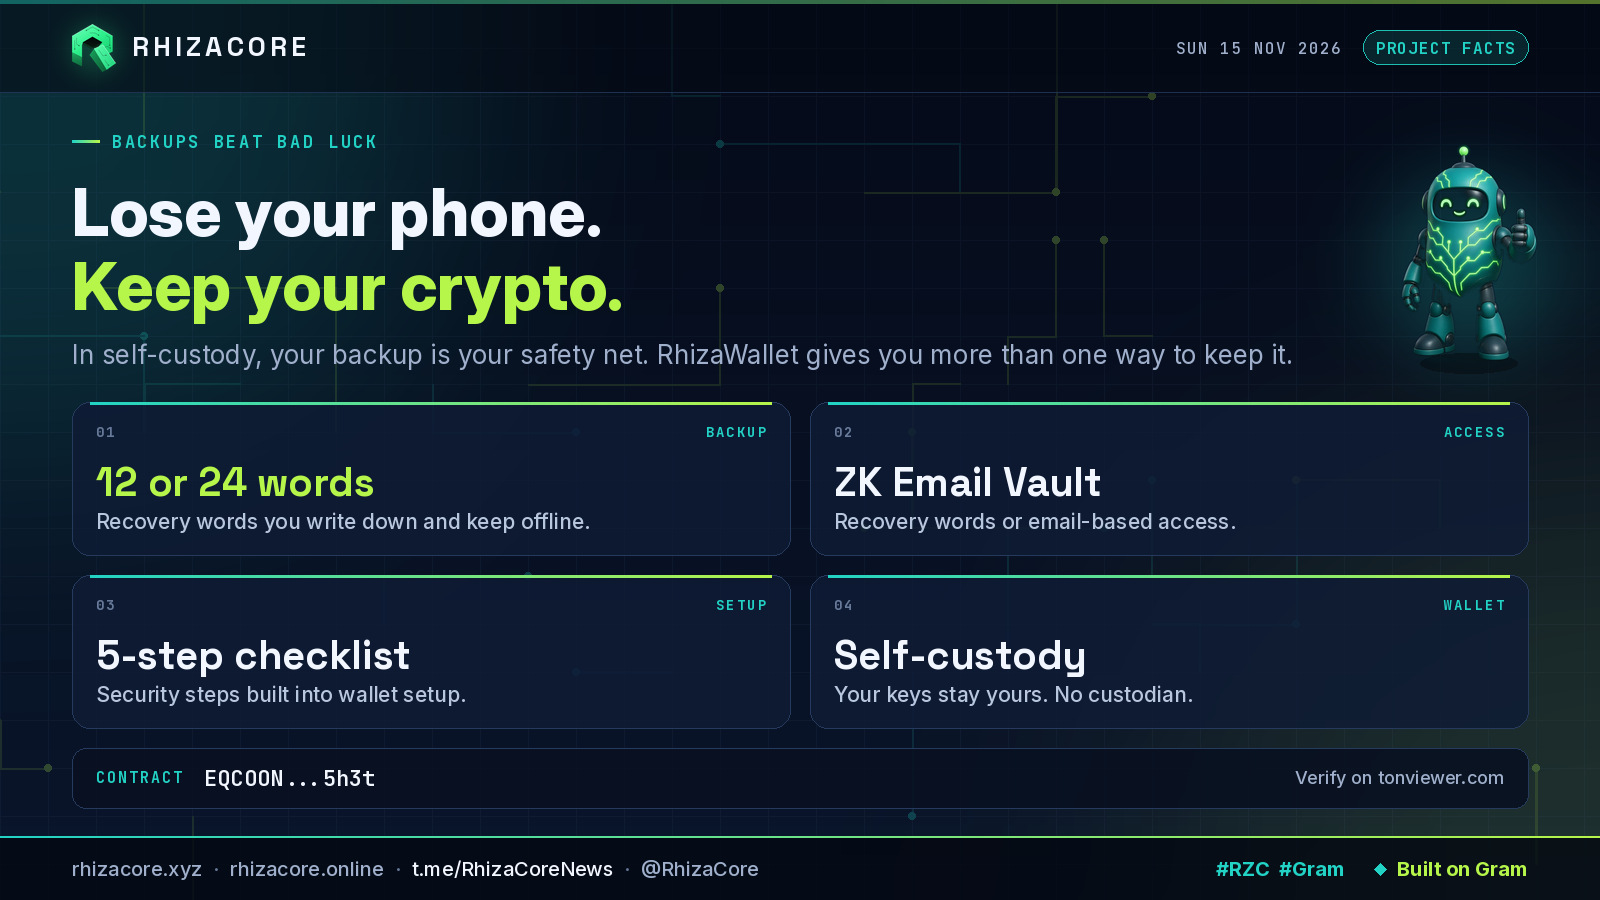 RHIZACORE
SUN 15 NOV 2026
PROJECT FACTS
BACKUPS BEAT BAD LUCK
Lose your phone.
Keep your crypto.
In self-custody, your backup is your safety net. RhizaWallet gives you more than one way to keep it.
01
BACKUP
12 or 24 words
Recovery words you write down and keep offline.
02
ACCESS
ZK Email Vault
Recovery words or email-based access.
03
SETUP
5-step checklist
Security steps built into wallet setup.
04
WALLET
Self-custody
Your keys stay yours. No custodian.
CONTRACT EQCOON...5h3t
Verify on tonviewer.com
rhizacore.xyz · rhizacore.online · t.me/RhizaCoreNews · @RhizaCore
#RZC #Gram ◆ Built on Gram